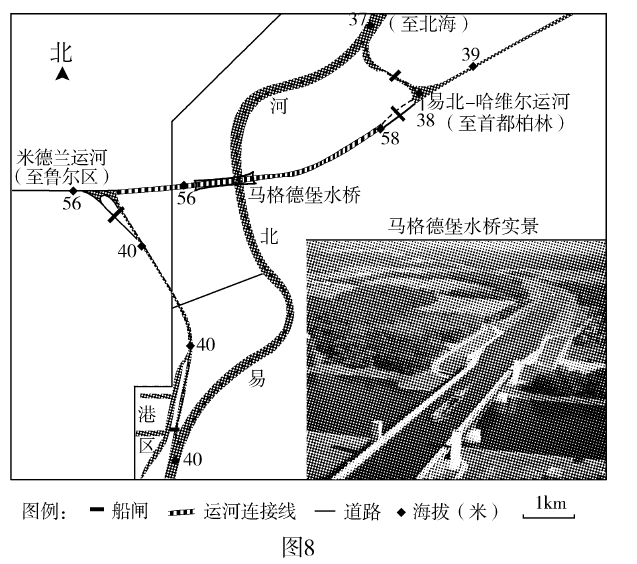 37
(至北海)
北
39
河
易北-哈维尔运河
38
(至首都柏林)
58
米德兰运河
(至鲁尔区)
56
56
马格德堡水桥
40
北
马格德堡水桥实景
40
易
港
区
40
图例：
船闸
运河连接线
道路
海拔(米)
1km
图8